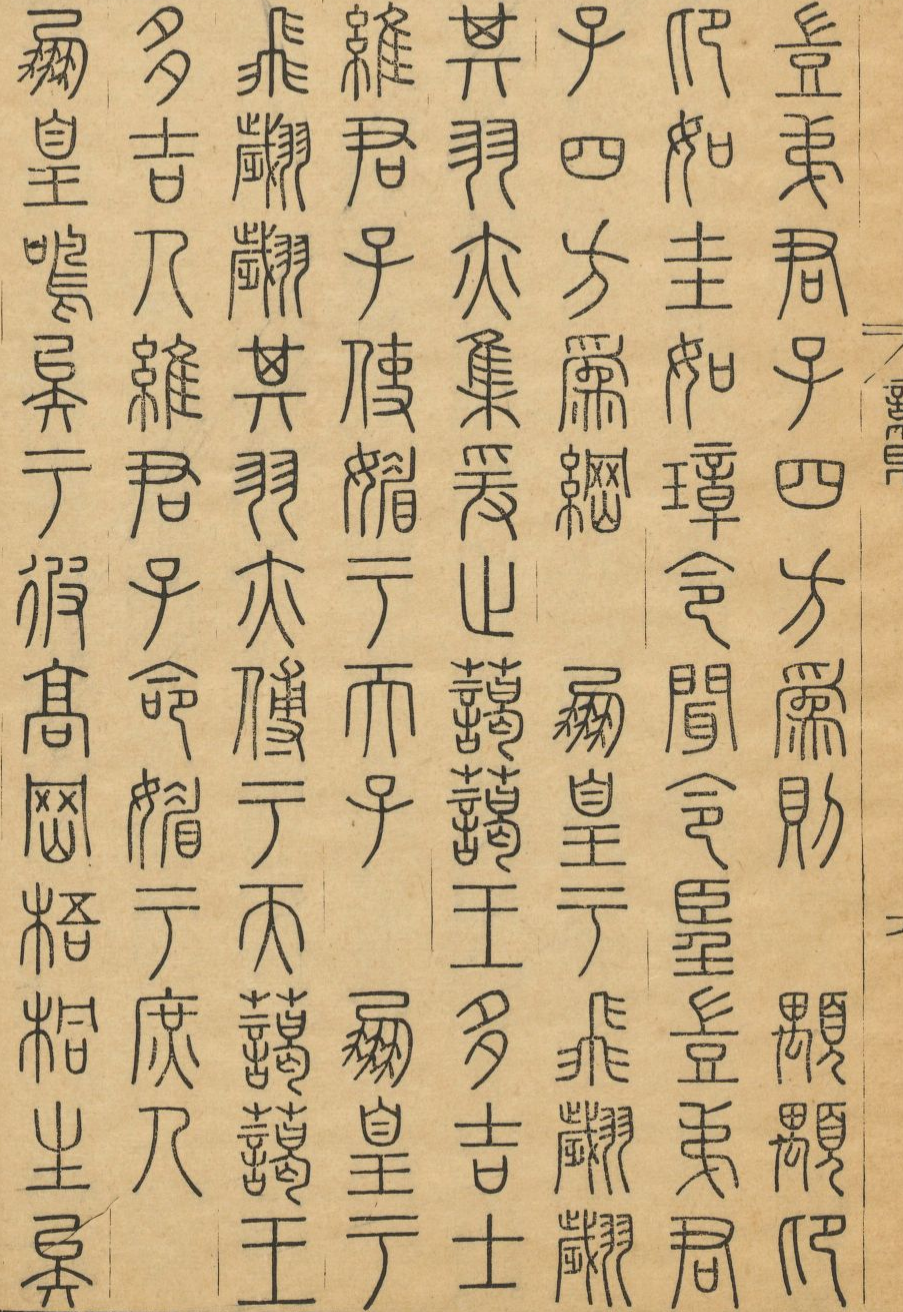 豈弟君子四方為則　顒顒卬
卬如圭如璋令聞令望豈弟君
子四方為綱　鳳皇于飛翽翽
其羽亦集爰止藹藹王多吉士
維君子使媚于天子　鳳皇于
飛翽翽其羽亦傅于天藹藹王
多吉人維君子命媚于庶人
鳳皇鳴矣于彼高岡梧桐生矣